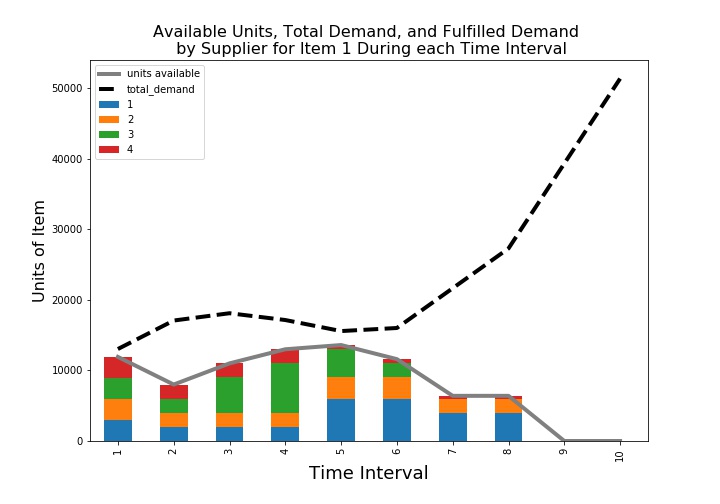 Available Units, Total Demand, and Fulfilled Demand
by Supplier for Item 1 During each Time Interval
units available
total_demand
1
2
3
4
50000
40000
30000
20000
10000
0
Units of Item
1 2 3 4 5 6 7 8 9 10
Time Interval